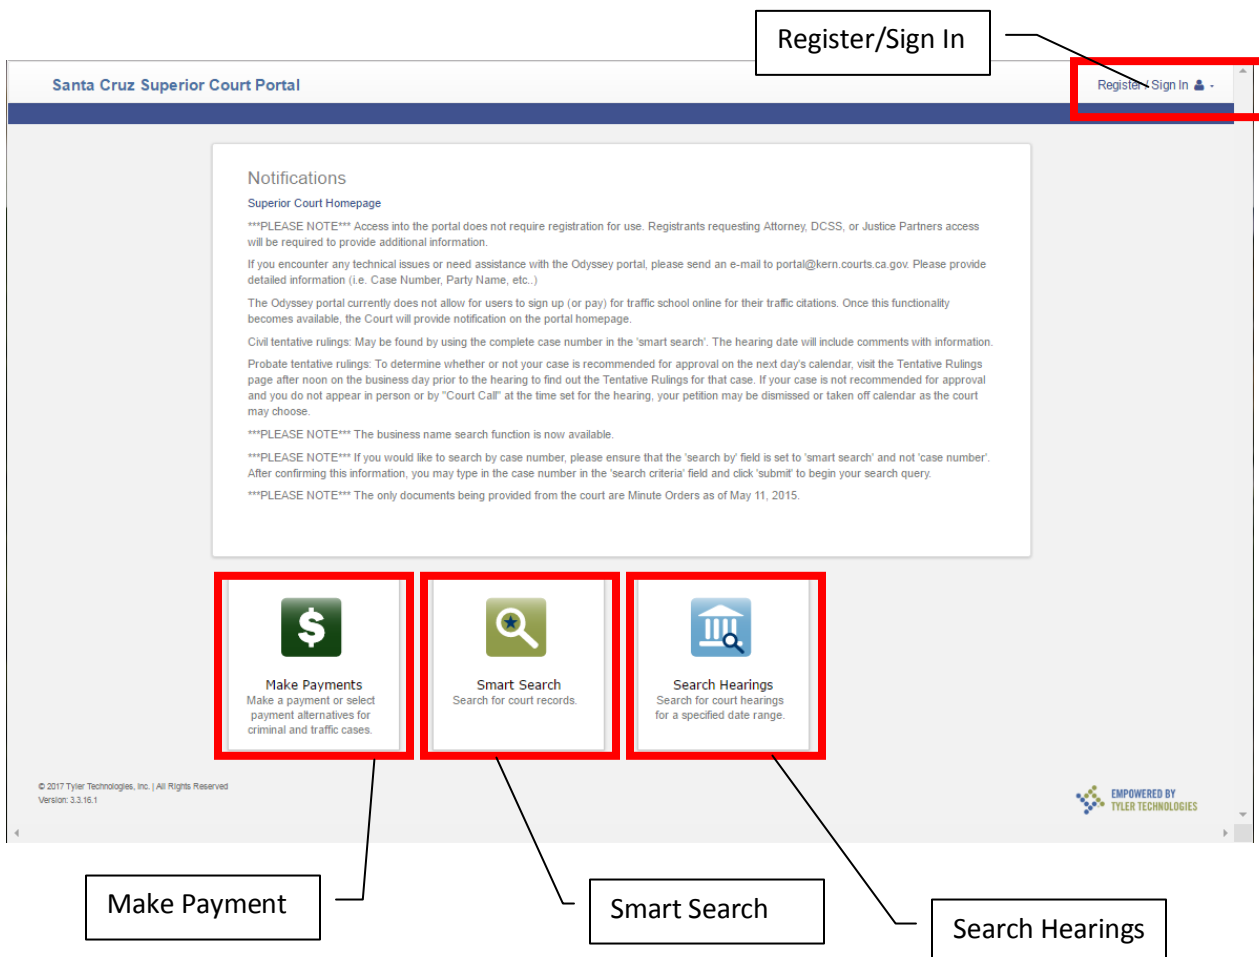 Register/Sign In
Santa Cruz Superior Court Portal
Register / Sign In
Notifications
Superior Court Homepage
***PLEASE NOTE*** Access into the portal does not require registration for use. Registrants requesting Attorney, DCSS, or Justice Partners access
will be required to provide additional information.
If you encounter any technical issues or need assistance with the Odyssey portal, please send an e-mail to portal@kern.courts.ca.gov. Please provide
detailed information (i.e. Case Number, Party Name, etc..)
The Odyssey portal currently does not allow for users to sign up (or pay) for traffic school online for their traffic citations. Once this functionality
becomes available, the Court will provide notification on the portal homepage.
Civil tentative rulings: May be found by using the complete case number in the 'smart search'. The hearing date will include comments with information.
Probate tentative rulings: To determine whether or not your case is recommended for approval on the next day's calendar, visit the Tentative Rulings
page after noon on the business day prior to the hearing to find out the Tentative Rulings for that case. If your case is not recommended for approval
and you do not appear in person or by "Court Call" at the time set for the hearing, your petition may be dismissed or taken off calendar as the court
may choose.
***PLEASE NOTE*** The business name search function is now available.
***PLEASE NOTE*** If you would like to search by case number, please ensure that the 'search by' field is set to 'smart search' and not 'case number'.
After confirming this information, you may type in the case number in the 'search criteria' field and click 'submit' to begin your search query.
***PLEASE NOTE*** The only documents being provided from the court are Minute Orders as of May 11, 2015.
$
Make Payments
Make a payment or select
payment alternatives for
criminal and traffic cases.
Smart Search
Search for court records.
Search Hearings
Search for court hearings
for a specified date range.
© 2017 Tyler Technologies, Inc. | All Rights Reserved
Version: 3.3.16.1
EMPOWERED BY
TYLER TECHNOLOGIES
Make Payment
Smart Search
Search Hearings